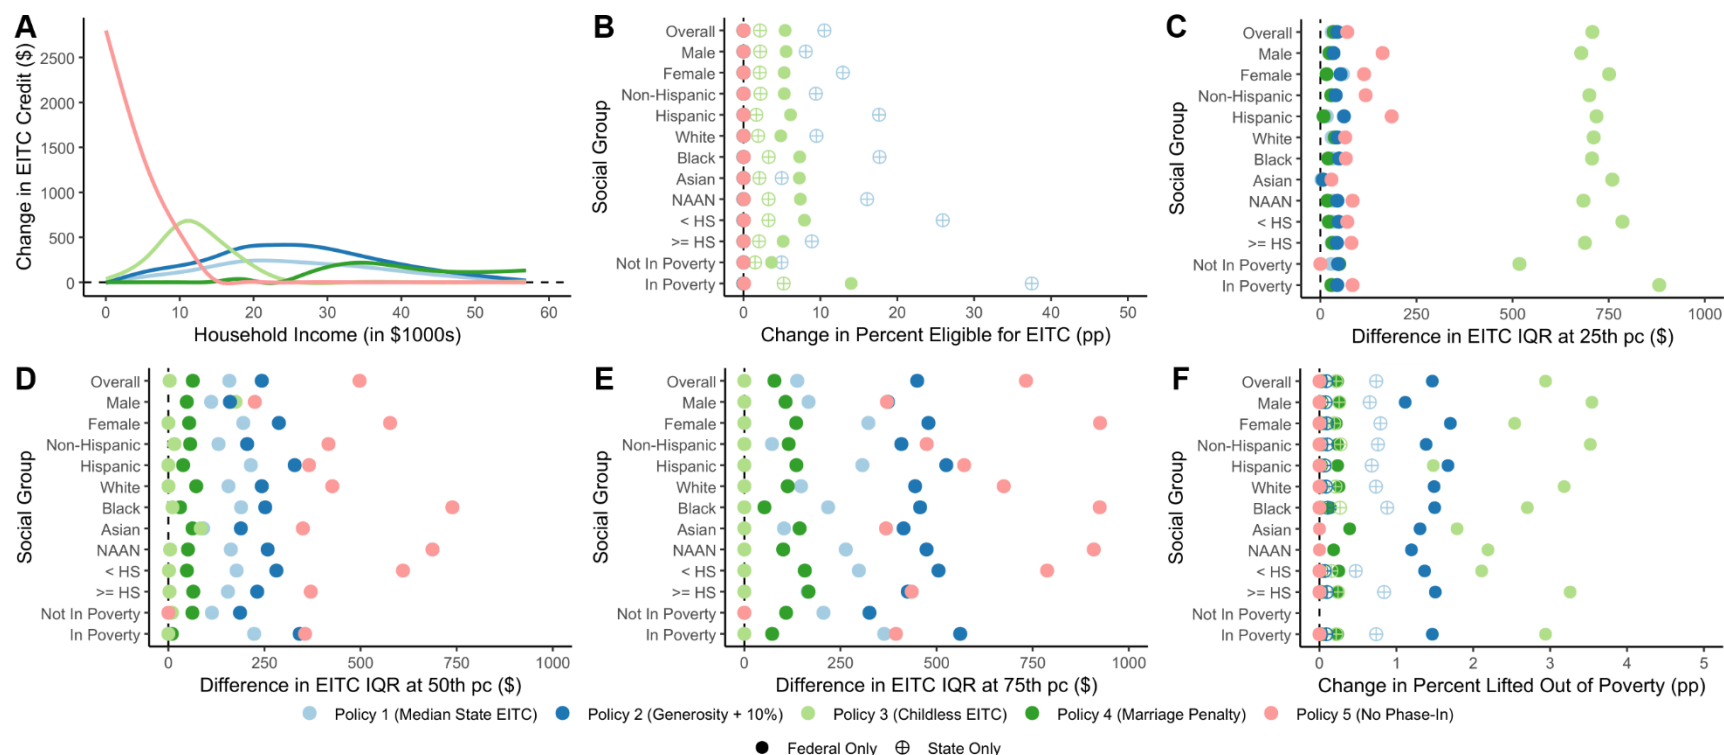 A
Change in EITC Credit ($)
2500
2000
1500
1000
500
0
0 10 20 30 40 50 60
Household Income (in $1000s)
B
Social Group
Overall
Male
Female
Non-Hispanic
Hispanic
White
Black
Asian
NAAN
< HS
>= HS
Not In Poverty
In Poverty
0 10 20 30 40 50
Change in Percent Eligible for EITC (pp)
C
Social Group
Overall
Male
Female
Non-Hispanic
Hispanic
White
Black
Asian
NAAN
< HS
>= HS
Not In Poverty
In Poverty
0 250 500 750 1000
Difference in EITC IQR at 25th pc ($)
D
Social Group
Overall
Male
Female
Non-Hispanic
Hispanic
White
Black
Asian
NAAN
< HS
>= HS
Not In Poverty
In Poverty
0 250 500 750 1000
Difference in EITC IQR at 50th pc ($)
E
Social Group
Overall
Male
Female
Non-Hispanic
Hispanic
White
Black
Asian
NAAN
< HS
>= HS
Not In Poverty
In Poverty
0 250 500 750 1000
Difference in EITC IQR at 75th pc ($)
F
Social Group
Overall
Male
Female
Non-Hispanic
Hispanic
White
Black
Asian
NAAN
< HS
>= HS
Not In Poverty
In Poverty
0 1 2 3 4 5
Change in Percent Lifted Out of Poverty (pp)
Policy 1 (Median State EITC) Policy 2 (Generosity + 10%) Policy 3 (Childless EITC) Policy 4 (Marriage Penalty) Policy 5 (No Phase-In)
Federal Only State Only